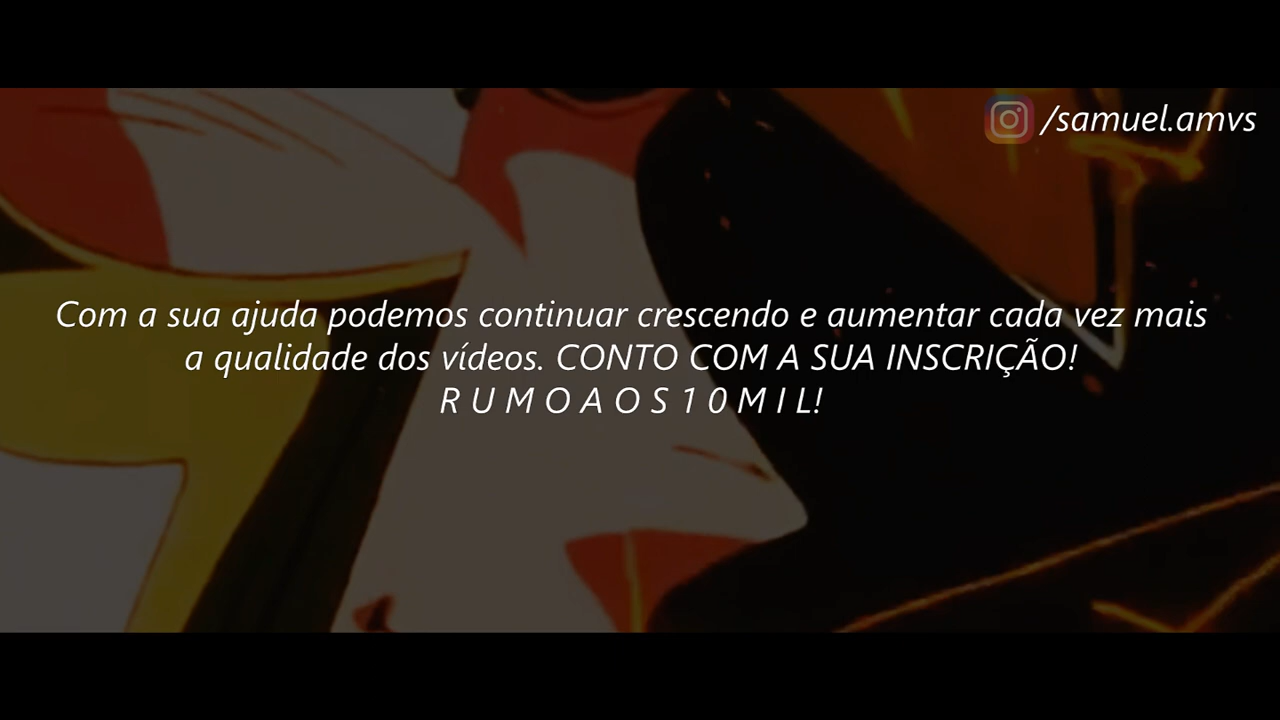 /samuel.amvs
Com a sua ajuda podemos continuar crescendo e aumentar cada vez mais
a qualidade dos vídeos. CONTO COM A SUA INSCRIÇÃO!
R U M O A O S 1 0 M I L!